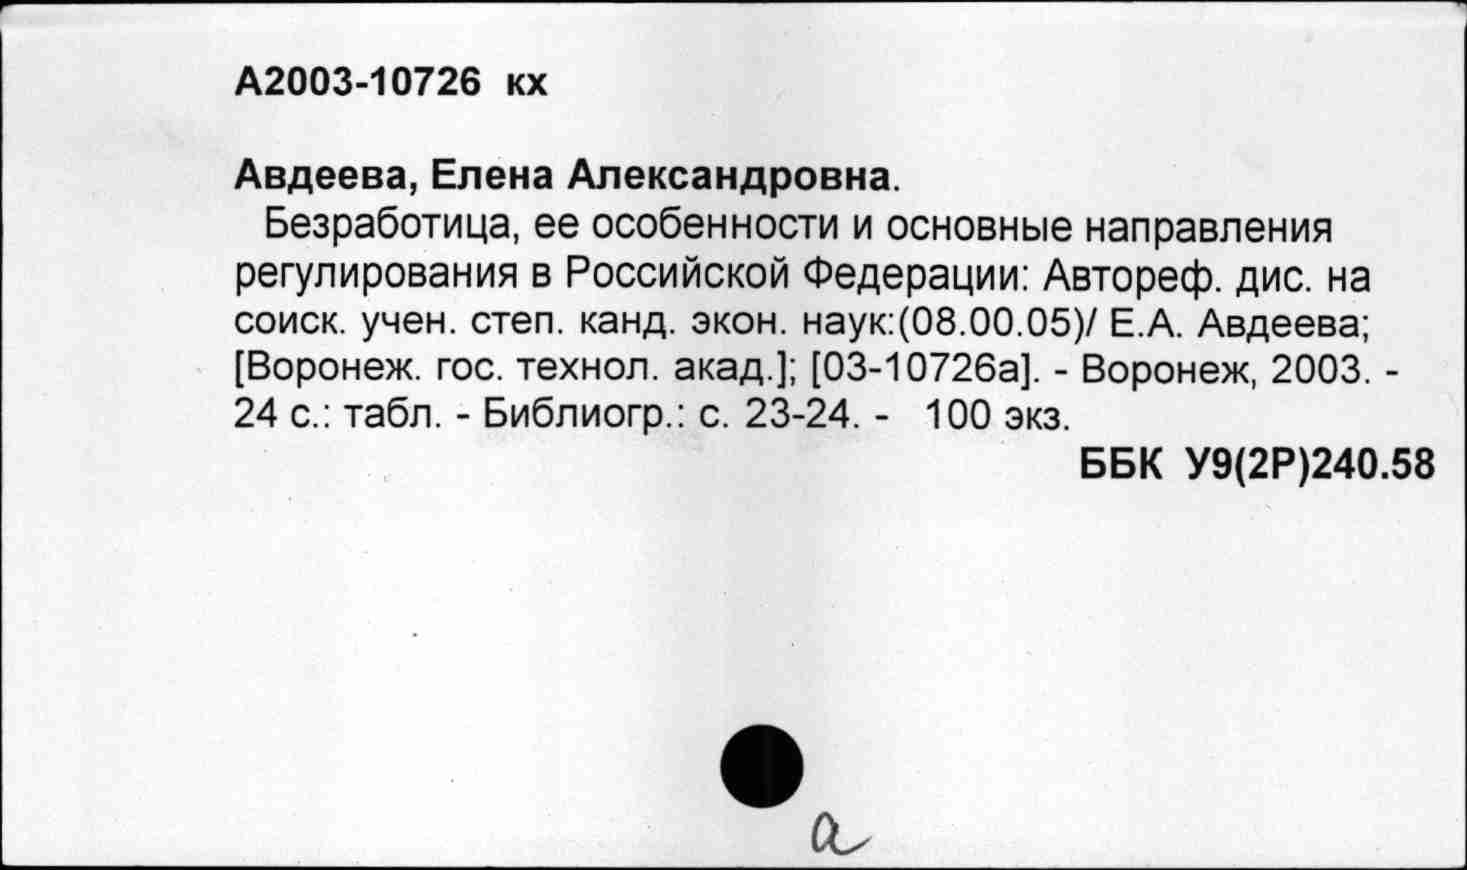 А2003-10726 кх
Авдеева, Елена Александровна.
Безработица, ее особенности и основные направления
регулирования в Российской Федерации: Автореф. дис. на
соиск. учен. степ. канд. экон. наук:(08.00.05)/ Е.А. Авдеева;
[Воронеж. гос. технол. акад.]; [03-10726а]. - Воронеж, 2003. -
24 с.: табл. - Библиогр.: с. 23-24. - 100 экз.
ББК У9(2Р)240.58
а